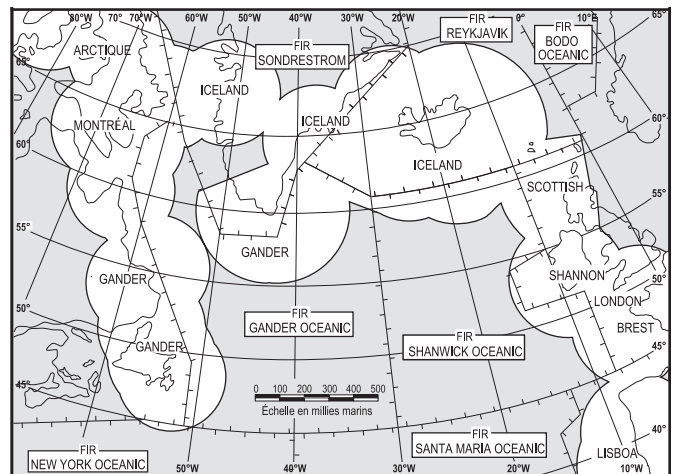 80°W 70°W 60°W 50°W 40°W 30°W 20°W 10°W 0° 10°E
65°
65°
ARCTIQUE
FIR
SONDRESTROM
FIR
REYKJAVIK
FIR
BODO
OCEANIC
65°
ICELAND
ICELAND
MONTRÉAL
60°
60°
ICELAND
SCOTTISH
55°
55°
GANDER
SHANNON
50°
GANDER
LONDON
50°
FIR
GANDER OCEANIC
BREST
GANDER
FIR
SHANWICK OCEANIC
45°
45°
0 100 200 300 400 500
Échelle en millies marins
40°
FIR
NEW YORK OCEANIC
FIR
SANTA MARIA OCEANIC
LISBOA
50°W 40°W 30°W 20°W 10°W